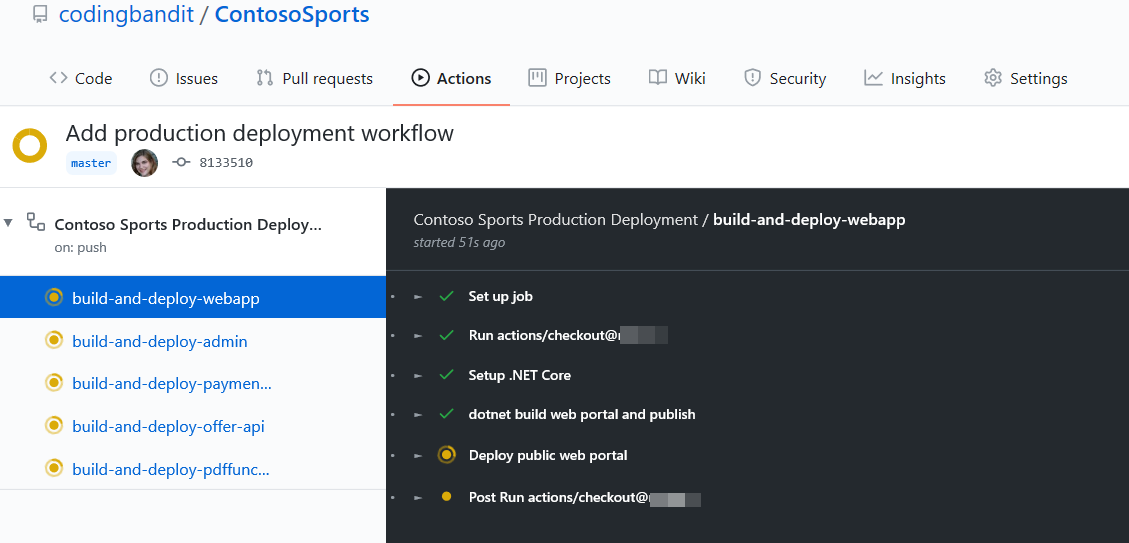 codingbandit / ContosoSports
Code Issues Pull requests Actions Projects Wiki Security Insights Settings
Add production deployment workflow
master 8133510
Contoso Sports Production Deploy...
on: push
build-and-deploy-webapp
build-and-deploy-admin
build-and-deploy-paymen...
build-and-deploy-offer-api
build-and-deploy-pdffunc...
Contoso Sports Production Deployment / build-and-deploy-webapp
started 51s ago
Set up job
Run actions/checkout@
Setup .NET Core
dotnet build web portal and publish
Deploy public web portal
Post Run actions/checkout@